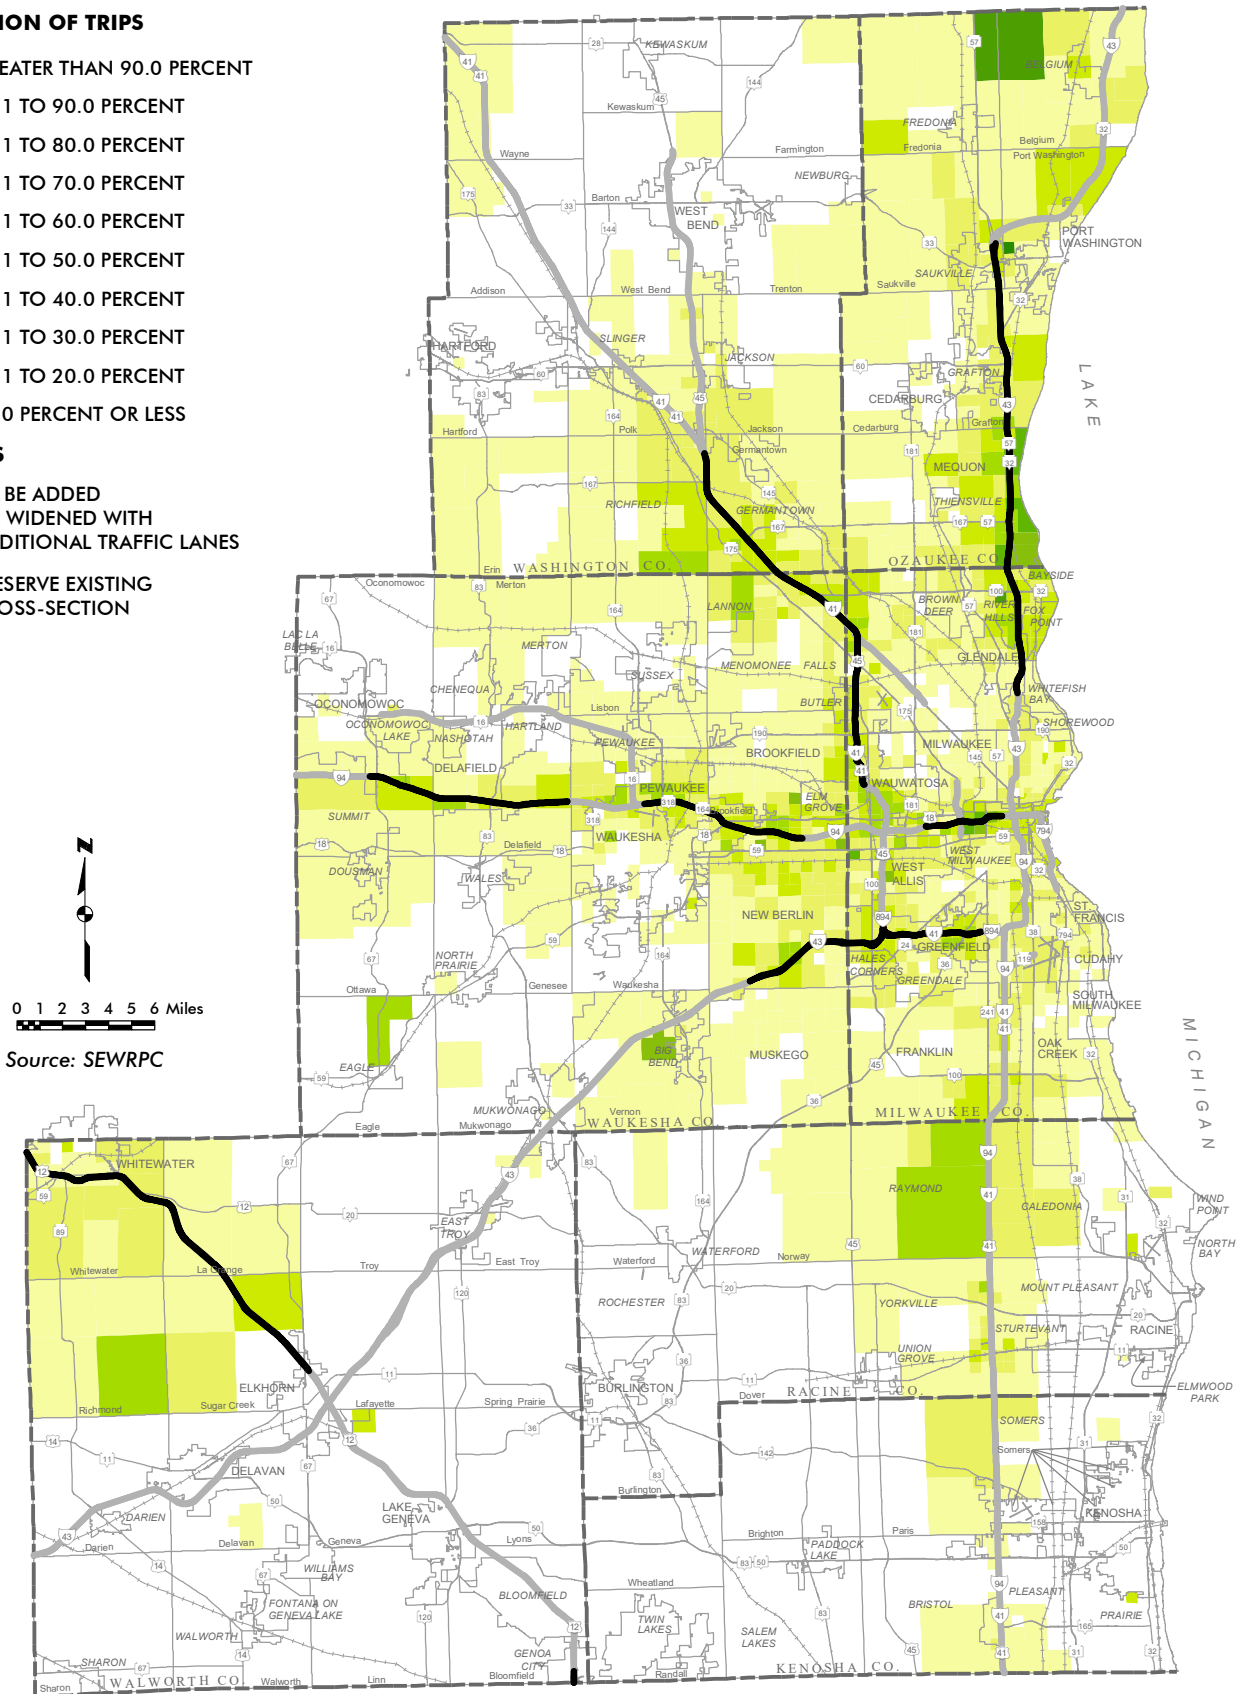 ION OF TRIPS
EATER THAN 90.0 PERCENT
1 TO 90.0 PERCENT
1 TO 80.0 PERCENT
1 TO 70.0 PERCENT
1 TO 60.0 PERCENT
1 TO 50.0 PERCENT
1 TO 40.0 PERCENT
1 TO 30.0 PERCENT
1 TO 20.0 PERCENT
0 PERCENT OR LESS
S
BE ADDED
WIDENED WITH
DITIONAL TRAFFIC LANES
ESERVE EXISTING
OSS-SECTION
N
0 1 2 3 4 5 6 Miles
Source: SEWRPC
KEWASKUM
Kewaskum
Wayne
Barton
Farmington
NEWBURG
WEST
BEND
Addison
West Bend
Trenton
HARTFORD
SLINGER
JACKSON
Hartford
Polk
Jackson
Germantown
RICHFIELD
GERMANTOWN
Erin
WASHINGTON CO.
BELGIUM
FREDONIA
Fredonia
Belgium
Port Washington
PORT
WASHINGTON
SAUKVILLE
Saukville
GRAFTON
CEDARBURG
Cedarburg
Grafton
MEQUON
THIENSVILLE
OZAUKEE CO.
LAKE
MICHIGAN
Oconomowoc
Merton
LAC LA
BELLE
MERTON
LANNON
SUSSEX
MENOMONEE FALLS
CHENEQUA
OCONOMOWOC
OCONOMOWOC
LAKE
NASHOTAH
HARTLAND
Lisbon
PEWAUKEE
BUTLER
BROOKFIELD
DELAFIELD
PEWAUKEE
Brookfield
ELM
GROVE
SUMMIT
WAUKESHA
Delafield
DOUSMAN
WALES
NEW BERLIN
NORTH
PRAIRIE
Ottawa
Genesee
Waukesha
EAGLE
BIG
BEND
MUSKEGO
MUKWONAGO
Vernon
Eagle
Mukwonago
WAUKESHA CO.
BAYSIDE
BROWN
DEER
RIVER
HILLS
FOX
POINT
GLENDALE
WHITEFISH
BAY
SHOREWOOD
MILWAUKEE
WAUWATOSA
WEST
MILWAUKEE
WEST
ALLIS
ST.
FRANCIS
GREENFIELD
HALES
CORNERS
GREENDALE
CUDAHY
SOUTH
MILWAUKEE
FRANKLIN
OAK
CREEK
MILWAUKEE CO.
WHITEWATER
EAST
TROY
Whitewater
La Grange
Troy
East Troy
ELKHORN
Richmond
Sugar Creek
Lafayette
Spring Prairie
DELAVAN
DARIEN
Darien
Delavan
Geneva
LAKE
GENEVA
Lyons
WILLIAMS
BAY
FONTANA ON
GENEVA LAKE
BLOOMFIELD
WALWORTH
SHARON
GENOA
CITY
Sharon
WALWORTH CO.
Walworth
Linn
Bloomfield
RAYMOND
CALEDONIA
WIND
POINT
NORTH
BAY
WATERFORD
Waterford
Norway
ROCHESTER
YORKVILLE
MOUNT PLEASANT
STURTEVANT
RACINE
UNION
GROVE
BURLINGTON
Dover
RACINE CO.
ELMWOOD
PARK
Burlington
SOMERS
Somers
Brighton
Paris
KENOSHA
PADDOCK
LAKE
Wheatland
TWIN
LAKES
SALEM
LAKES
BRISTOL
PLEASANT
PRAIRIE
Randall
KENOSHA CO.